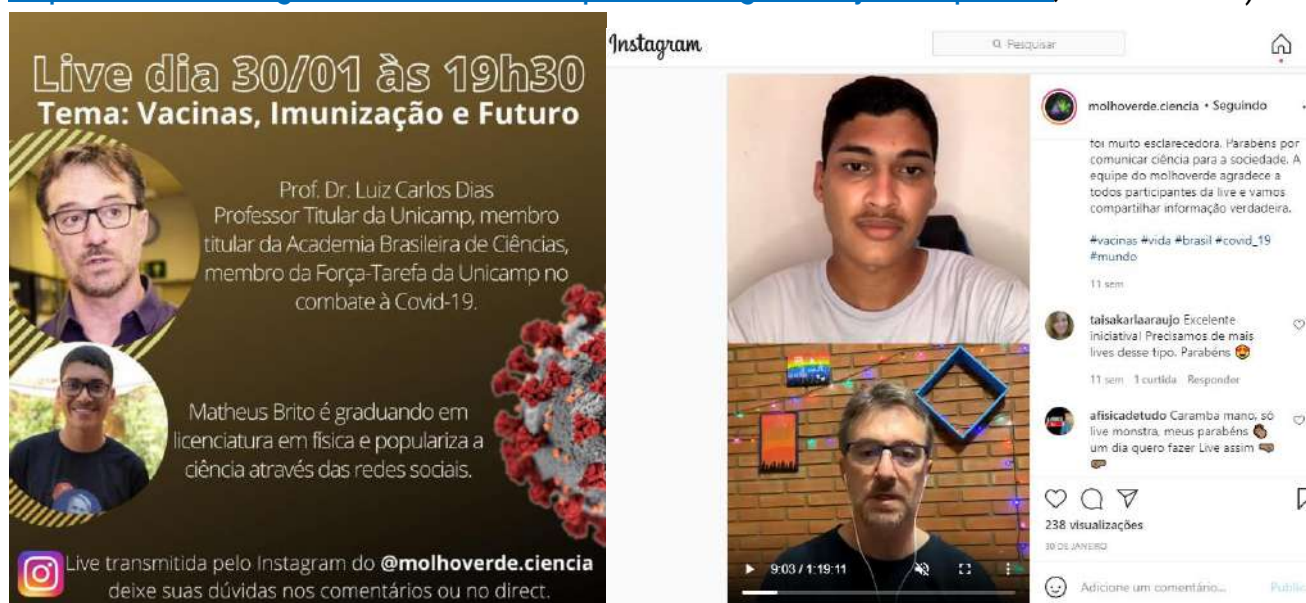 Live dia 30/01 às 19h30
Tema: Vacinas, Imunização e Futuro
Prof. Dr. Luiz Carlos Dias
Professor Titular da Unicamp, membro
titular da Academia Brasileira de Ciências,
membro da Força-Tarefa da Unicamp no
combate à Covid-19.
Matheus Brito é graduando em
licenciatura em física e populariza a
ciência através das redes sociais.
Live transmitida pelo Instagram do @molhoverde.ciencia
deixe suas dúvidas nos comentários ou no direct.
Instagram
Pesquisar
molhoverde.ciencia • Seguindo
foi muito esclarecedora. Parabéns por
comunicar ciência para a sociedade. A
equipe do molhoverde agradece a
todos participantes da live e vamos
compartilhar informação verdadeira.
#vacinas #vida #brasil #covid_19
#mundo
11 sem
taisakarlaaraujo Excelente
iniciativa! Precisamos de mais
lives desse tipo. Parabéns 😍
11 sem 1 curtida Responder
afisicadetudo Caramba mano, só
live monstra, meus parabéns
um dia quero fazer Live assim
9:03 / 1:19:11
238 visualizações
30 DE JANEIRO
Adicione um comentário...